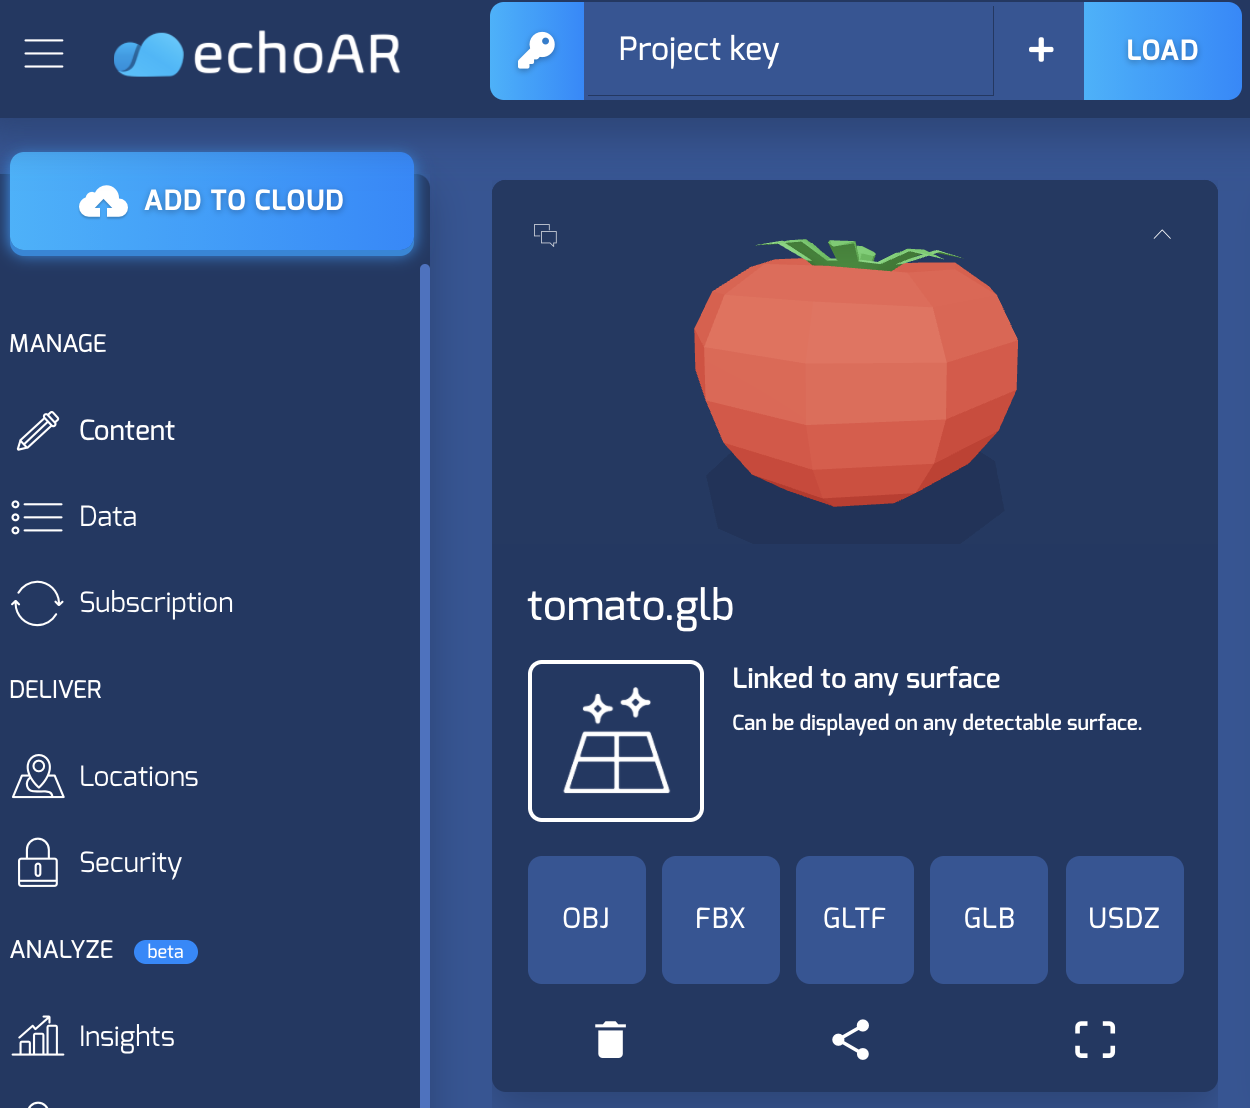 echoAR
Project key
+
LOAD
ADD TO CLOUD
MANAGE
Content
Data
Subscription
DELIVER
Locations
Security
ANALYZE beta
Insights
tomato.glb
Linked to any surface
Can be displayed on any detectable surface.
OBJ FBX GLTF GLB USDZ